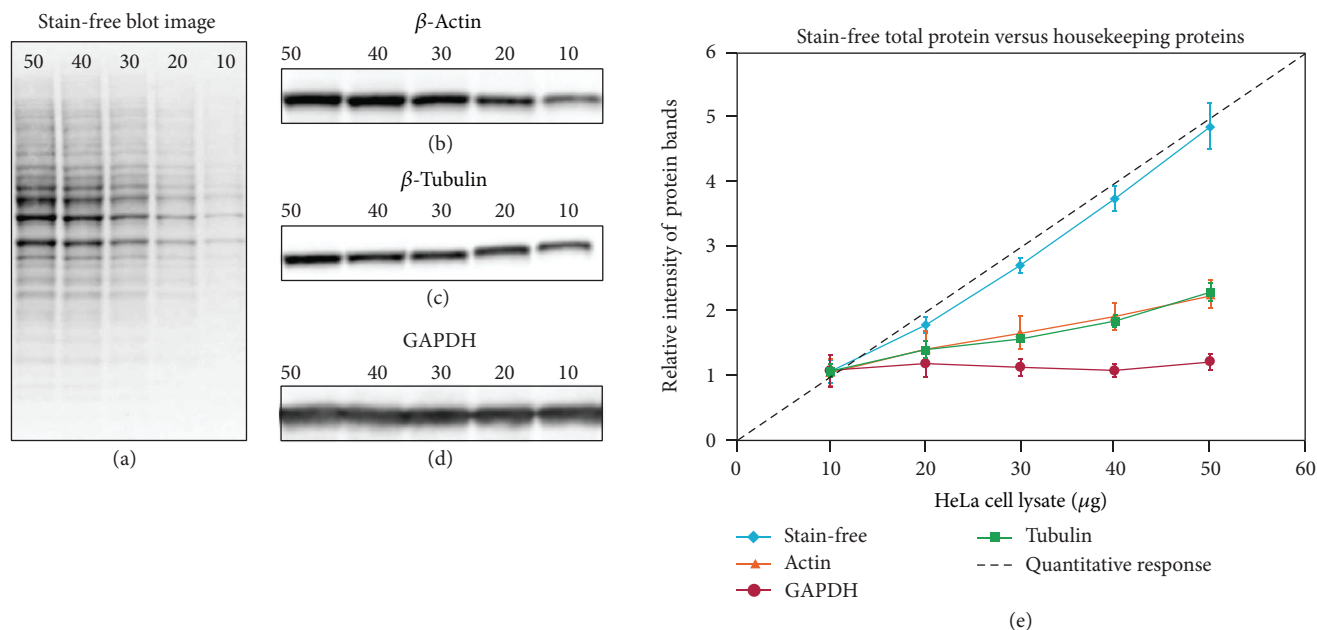 Stain-free blot image
50 40 30 20 10
(a)
β-Actin
50 40 30 20 10
(b)
β-Tubulin
50 40 30 20 10
(c)
GAPDH
50 40 30 20 10
(d)
Stain-free total protein versus housekeeping proteins
Relative intensity of protein bands
6
5
4
3
2
1
0
0 10 20 30 40 50 60
HeLa cell lysate (μg)
Stain-free
Actin
GAPDH
Tubulin
Quantitative response
(e)